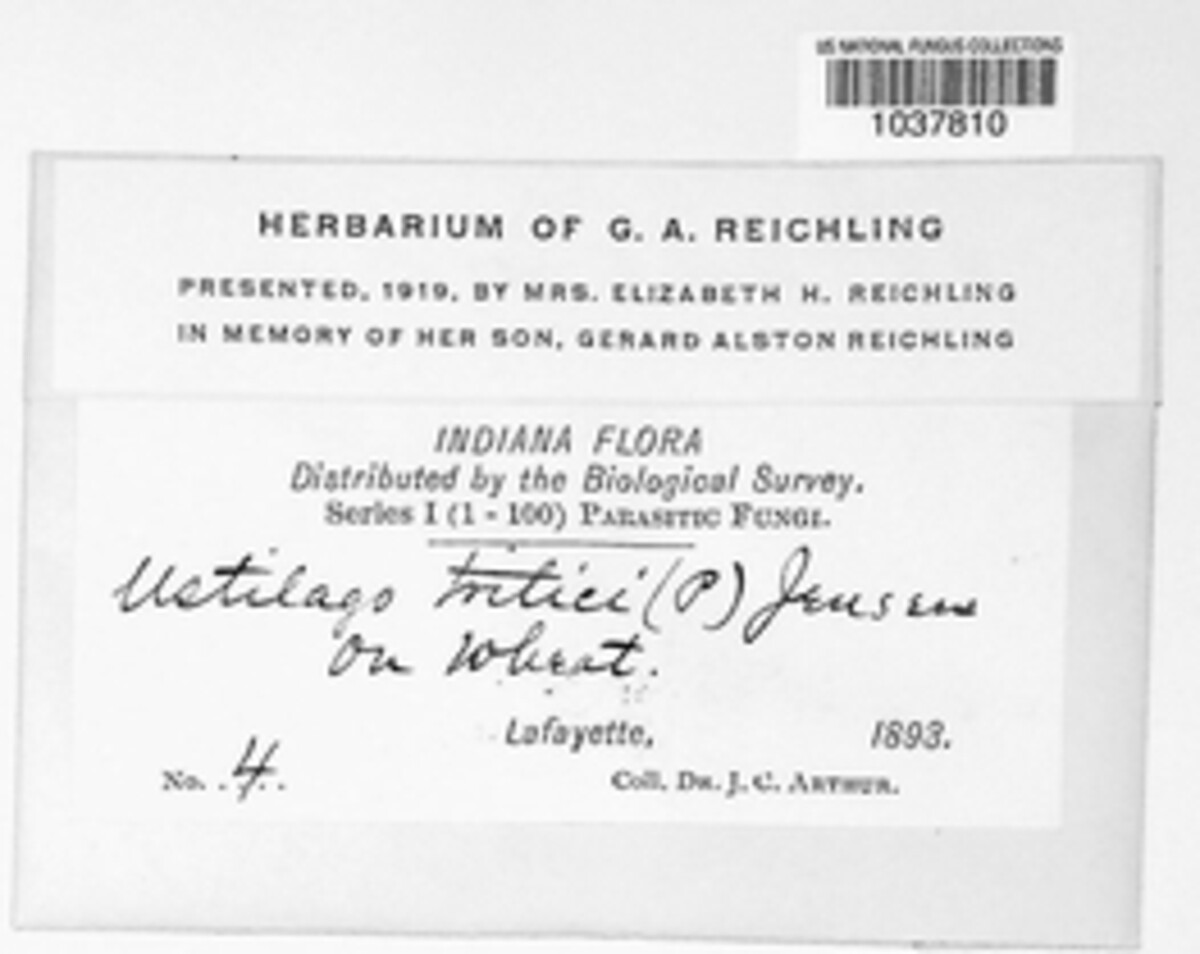 US NATIONAL FUNGUS COLLECTIONS
1037810
HERBARIUM OF G. A. REICHLING
PRESENTED, 1919, BY MRS. ELIZABETH H. REICHLING
IN MEMORY OF HER SON, GERARD ALSTON REICHLING
INDIANA FLORA
Distributed by the Biological Survey.
Series I (1 - 100) PARASITIC FUNGI.
Ustilago tritici (P) Jensen
on wheat.
Lafayette, 1893.
No. 4. Coll. DR. J. C. ARTHUR.